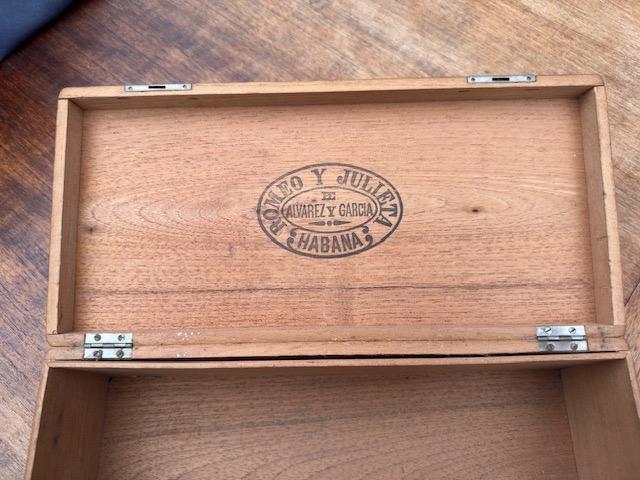 ROMEO Y JULIETA
DE
ALVAREZ Y GARCIA
HABANA